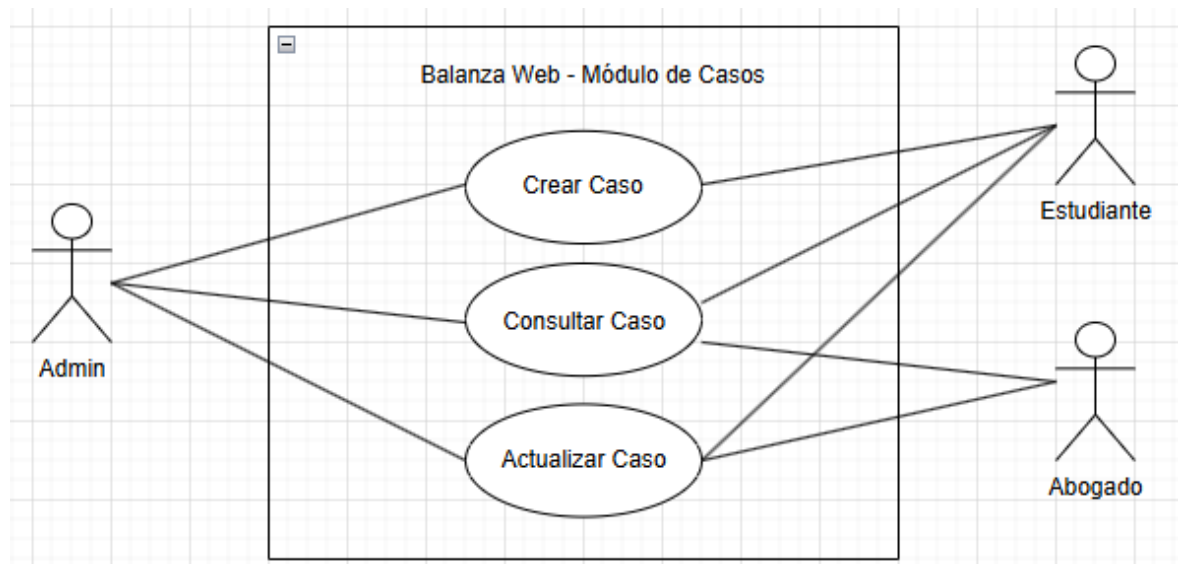 Balanza Web - Módulo de Casos
Crear Caso
Estudiante
Consultar Caso
Admin
Actualizar Caso
Abogado